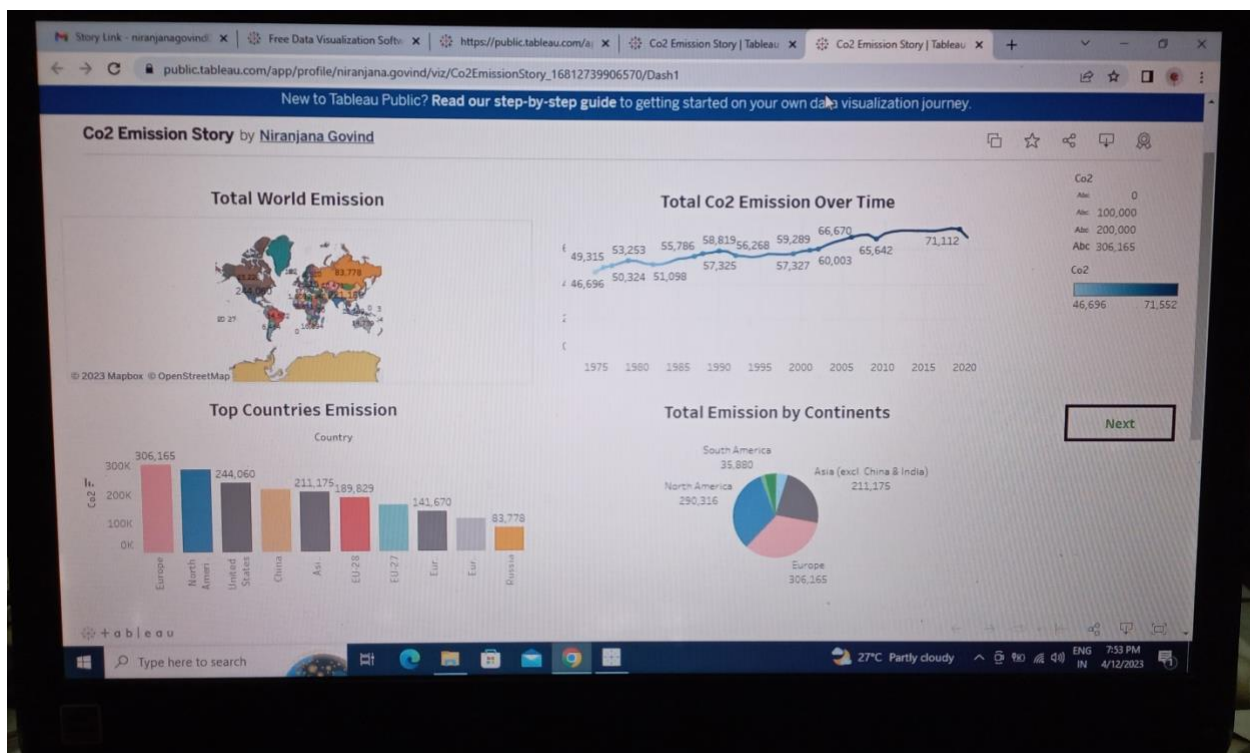 Story Link - niranjanagovind
Free Data Visualization Softw
https://public.tableau.com/a
Co2 Emission Story | Tableau
Co2 Emission Story | Tableau
public.tableau.com/app/profile/niranjana.govind/viz/Co2EmissionStory_16812739906570/Dash1
New to Tableau Public? Read our step-by-step guide to getting started on your own data visualization journey.
Co2 Emission Story by Niranjana Govind
Total World Emission
83,778
© 2023 Mapbox © OpenStreetMap
Total Co2 Emission Over Time
49,315 53,253 55,786 58,819 56,268 59,289 66,670 71,112
46,696 50,324 51,098 57,325 57,327 60,003 65,642
1975 1980 1985 1990 1995 2000 2005 2010 2015 2020
Co2
Abc 0
Abc 100,000
Abc 200,000
Abc 306,165
Co2
46,696 71,552
Next
Top Countries Emission
Country
Co2
300K
200K
100K
0K
306,165
244,060
211,175
189,829
141,670
83,778
Europe
North Ameri..
United States
China
Asi..
EU-28
EU-27
Eur..
Eur..
Russia
Total Emission by Continents
South America
35,880
North America
290,316
Asia (excl. China & India)
211,175
Europe
306,165
+ableau
Type here to search
27°C Partly cloudy
ENG
IN
7:53 PM
4/12/2023